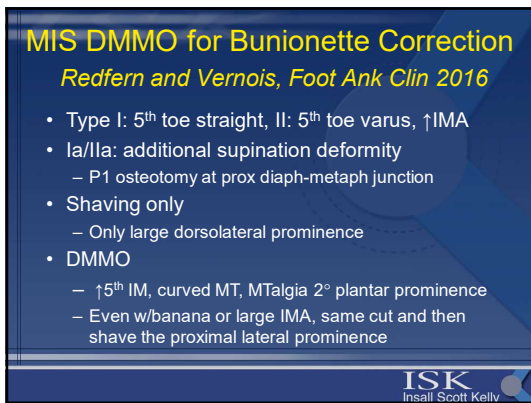 MIS DMMO for Bunionette Correction
Redfern and Vernois, Foot Ank Clin 2016
• Type I: 5th toe straight, II: 5th toe varus, ↑IMA
• Ia/IIa: additional supination deformity
– P1 osteotomy at prox diaph-metaph junction
• Shaving only
– Only large dorsolateral prominence
• DMMO
– ↑5th IM, curved MT, MTalgia 2° plantar prominence
– Even w/banana or large IMA, same cut and then
shave the proximal lateral prominence
ISK
Insall Scott Kelly